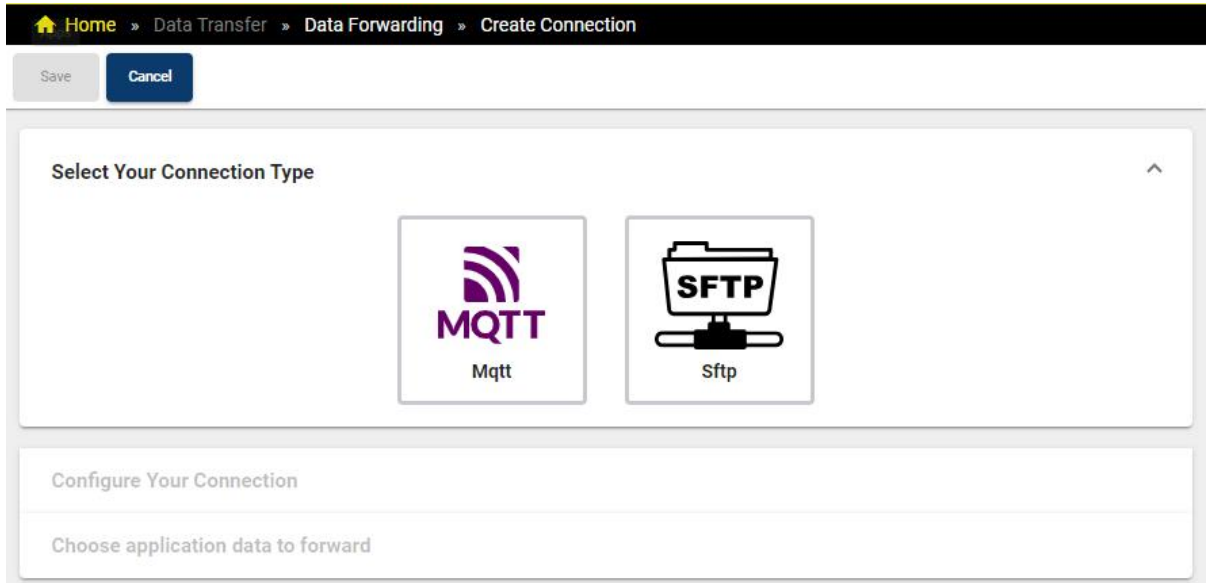 Home » Data Transfer » Data Forwarding » Create Connection
Save Cancel
Select Your Connection Type
MQTT SFTP
Mqtt Sftp
Configure Your Connection
Choose application data to forward